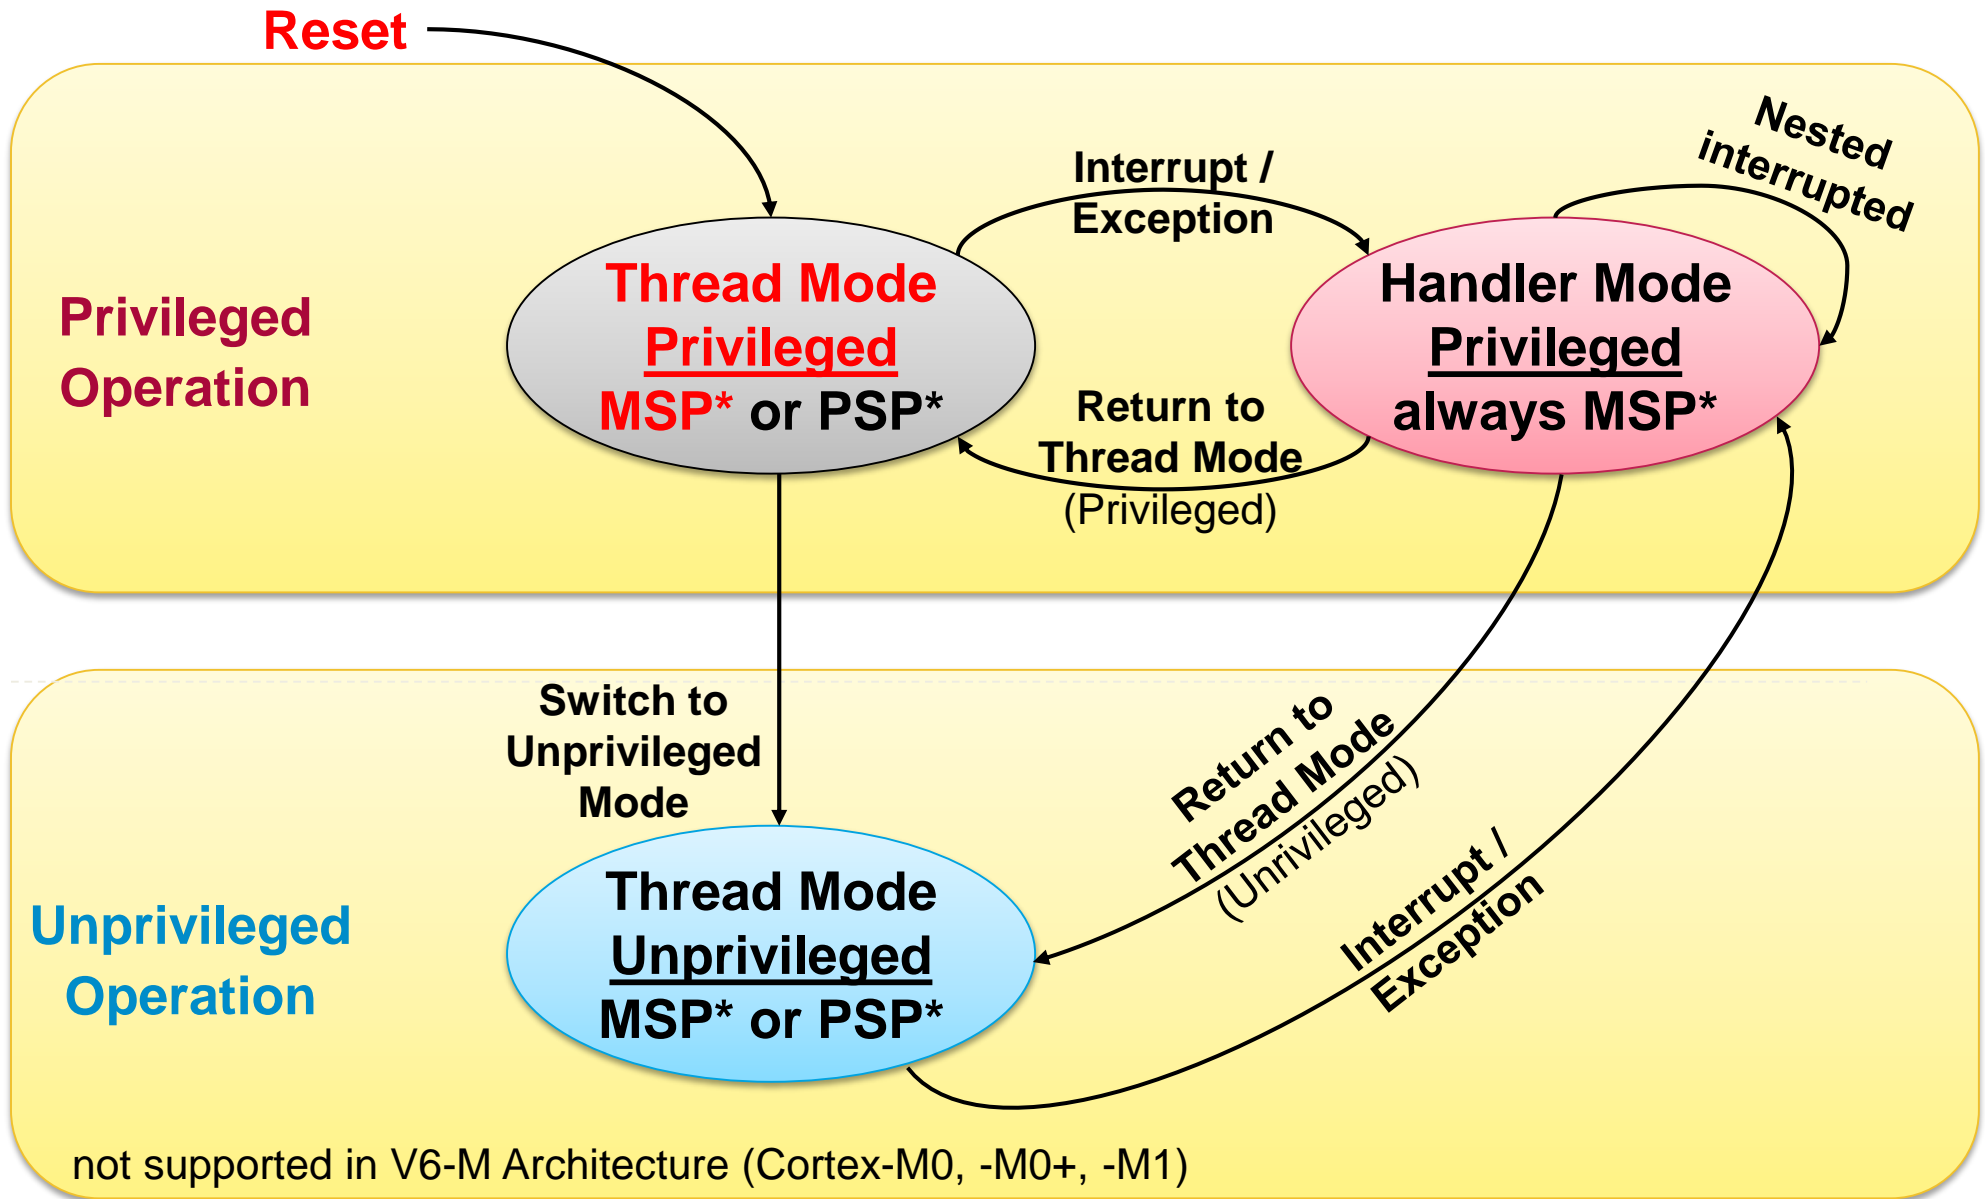 Reset
Nested
interrupted
Interrupt /
Exception
Privileged
Operation
Thread Mode
Privileged
MSP* or PSP*
Handler Mode
Privileged
always MSP*
Return to
Thread Mode
(Privileged)
Switch to
Unprivileged
Mode
Return to
Thread Mode
(Unrivileged)
Interrupt /
Exception
Unprivileged
Operation
Thread Mode
Unprivileged
MSP* or PSP*
not supported in V6-M Architecture (Cortex-M0, -M0+, -M1)